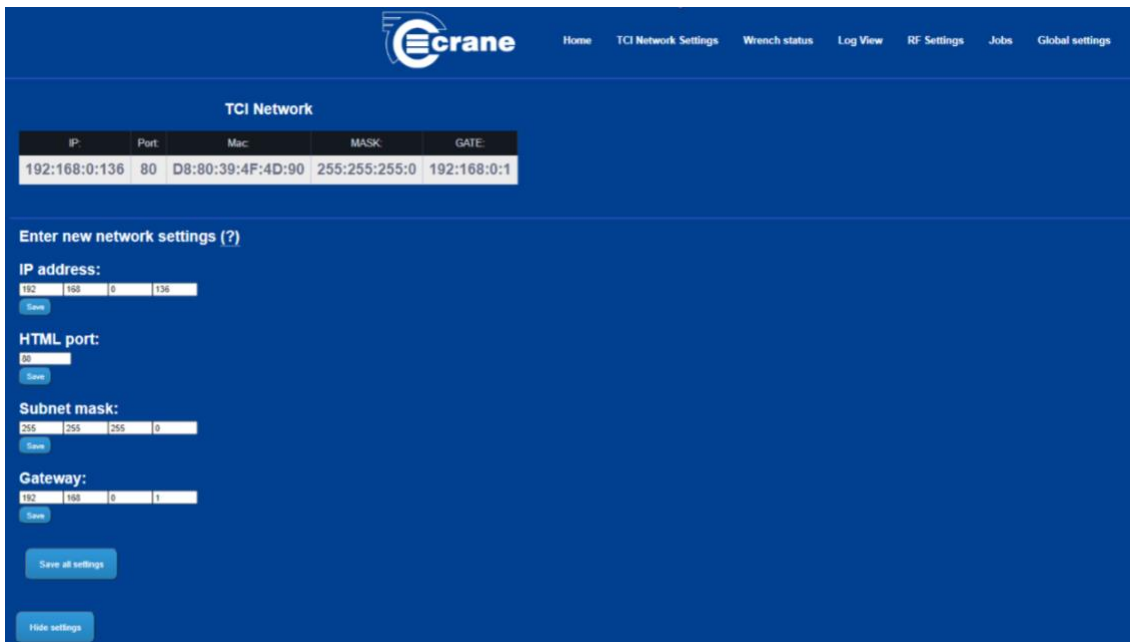 crane
Home TCI Network Settings Wrench status Log View RF Settings Jobs Global settings
TCI Network
IP: Port: Mac: MASK: GATE:
192:168:0:136 80 D8:80:39:4F:4D:90 255:255:255:0 192:168:0:1
Enter new network settings (?)
IP address:
192 168 0 136
Save
HTML port:
80
Save
Subnet mask:
255 255 255 0
Save
Gateway:
192 168 0 1
Save
Save all settings
Hide settings